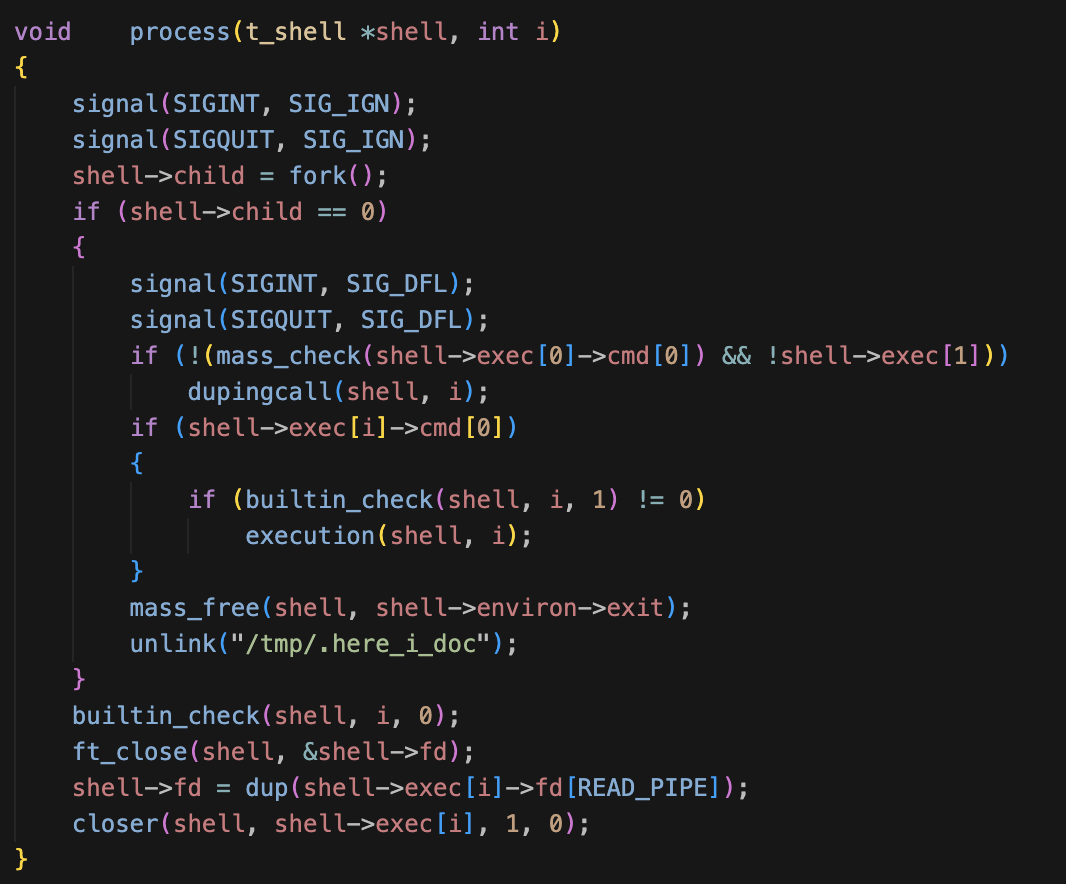 void	process(t_shell *shell, int i)
{
	signal(SIGINT, SIG_IGN);
	signal(SIGQUIT, SIG_IGN);
	shell->child = fork();
	if (shell->child == 0)
	{
		signal(SIGINT, SIG_DFL);
		signal(SIGQUIT, SIG_DFL);
		if (!(mass_check(shell->exec[0]->cmd[0]) && !shell->exec[1]))
			dupingcall(shell, i);
		if (shell->exec[i]->cmd[0])
		{
			if (builtin_check(shell, i, 1) != 0)
				execution(shell, i);
		}
		mass_free(shell, shell->environ->exit);
		unlink("/tmp/.here_i_doc");
	}
	builtin_check(shell, i, 0);
	ft_close(shell, &shell->fd);
	shell->fd = dup(shell->exec[i]->fd[READ_PIPE]);
	closer(shell, shell->exec[i], 1, 0);
}